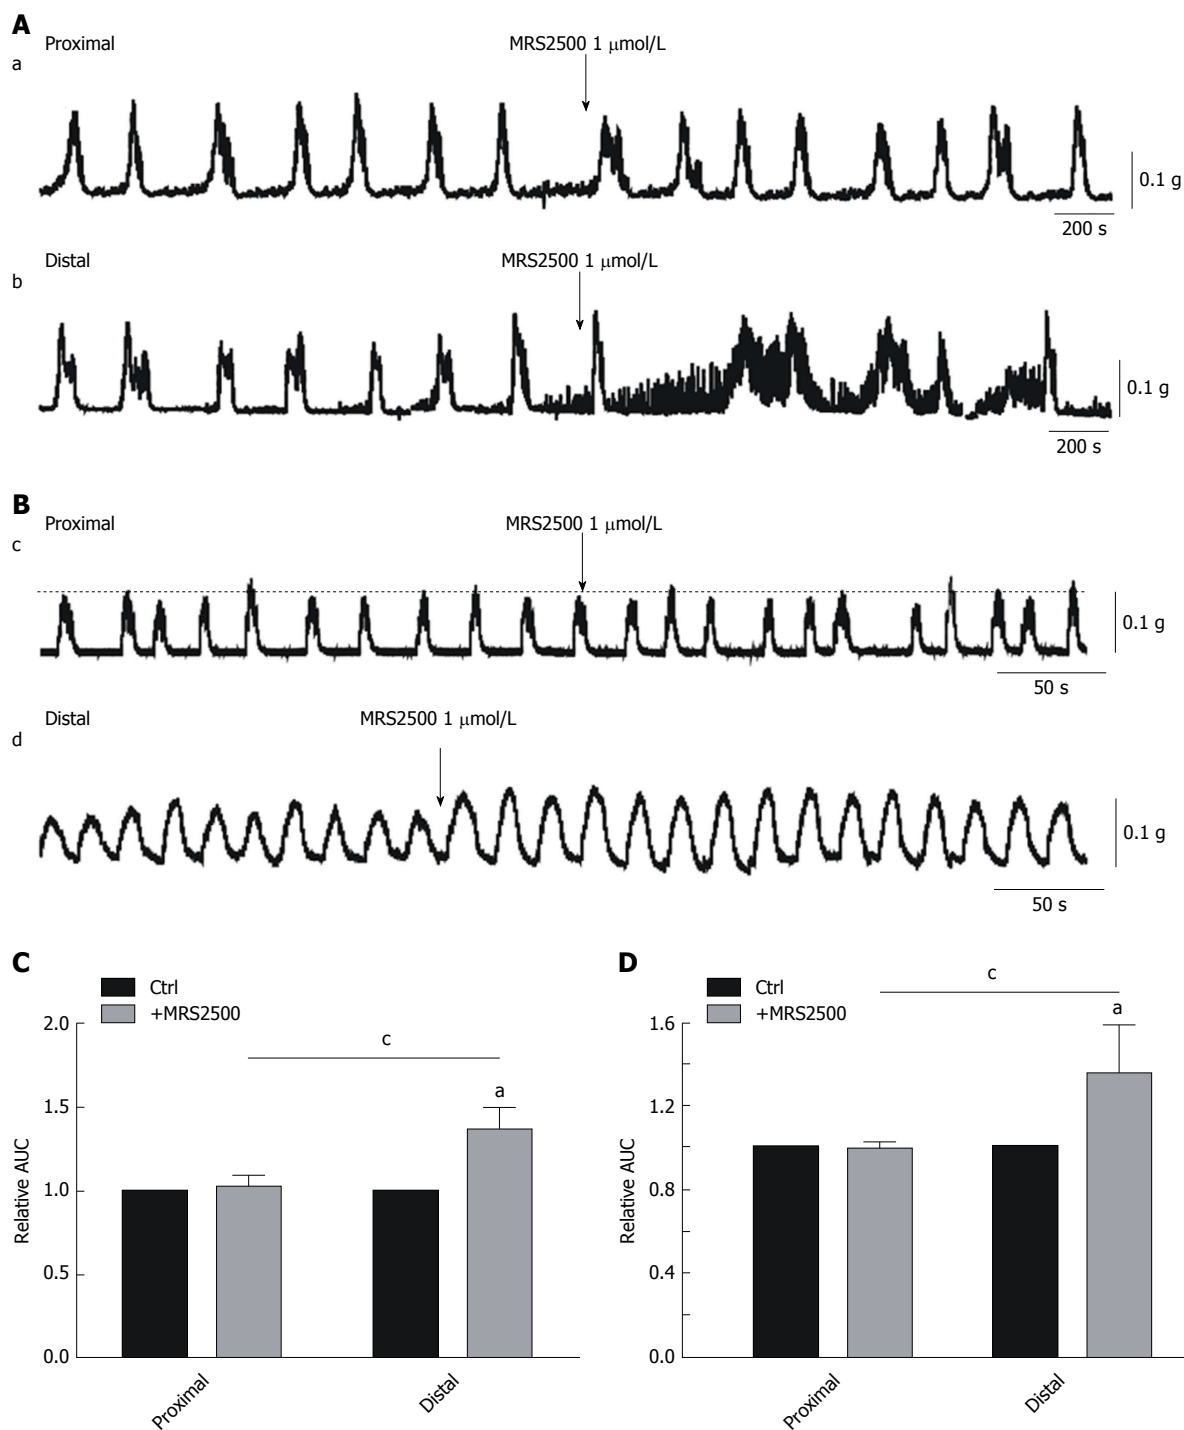 A
Proximal
MRS2500 1 μmol/L
a
0.1 g
200 s
Distal
MRS2500 1 μmol/L
b
0.1 g
200 s
B
Proximal
MRS2500 1 μmol/L
c
0.1 g
50 s
Distal
MRS2500 1 μmol/L
d
0.1 g
50 s
C
Ctrl
+MRS2500
2.0
1.5
1.0
0.5
0.0
Relative AUC
c
a
Proximal
Distal
D
Ctrl
+MRS2500
1.6
1.2
0.8
0.4
0.0
Relative AUC
c
a
Proximal
Distal